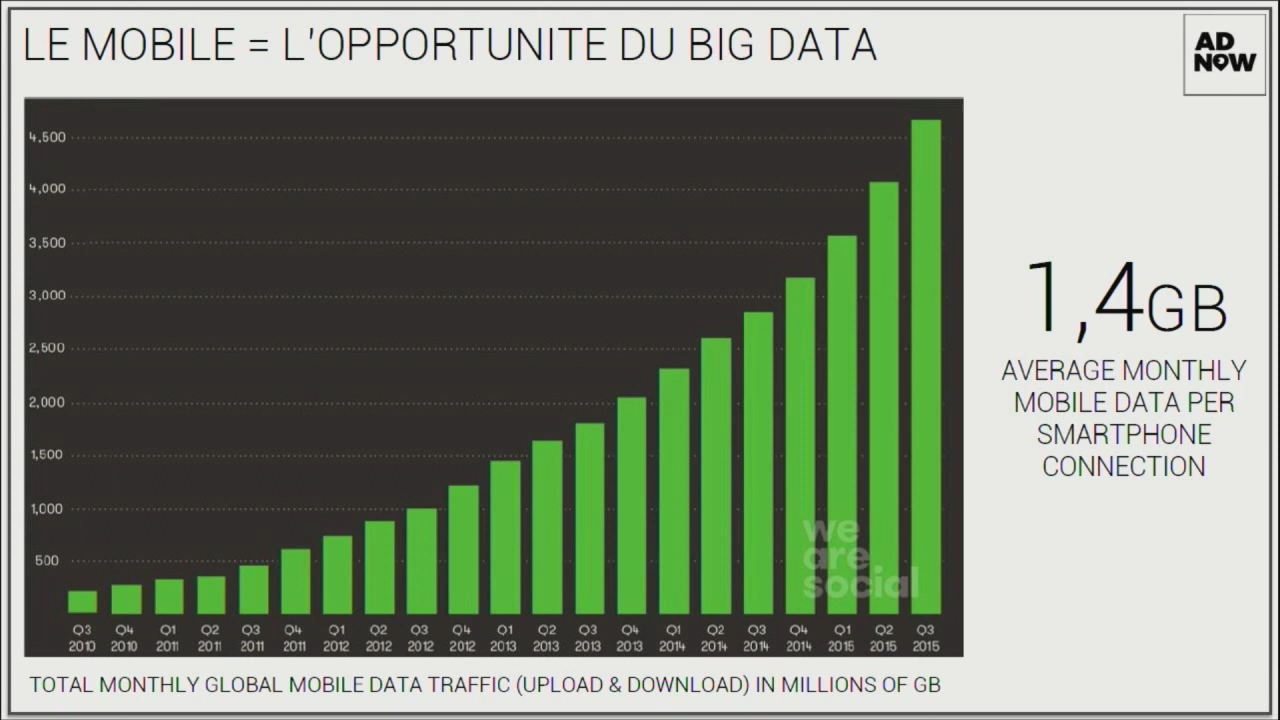 LE MOBILE = L'OPPORTUNITE DU BIG DATA
AD
NOW
4,500
4,000
3,500
3,000
2,500
2,000
1,500
1,000
500
we
are
social
Q3 Q4 Q1 Q2 Q3 Q4 Q1 Q2 Q3 Q4 Q1 Q2 Q3 Q4 Q1 Q2 Q3 Q4 Q1 Q2 Q3
2010 2010 2011 2011 2011 2011 2012 2012 2012 2012 2013 2013 2013 2013 2014 2014 2014 2014 2015 2015 2015
1,4GB
AVERAGE MONTHLY
MOBILE DATA PER
SMARTPHONE
CONNECTION
TOTAL MONTHLY GLOBAL MOBILE DATA TRAFFIC (UPLOAD & DOWNLOAD) IN MILLIONS OF GB